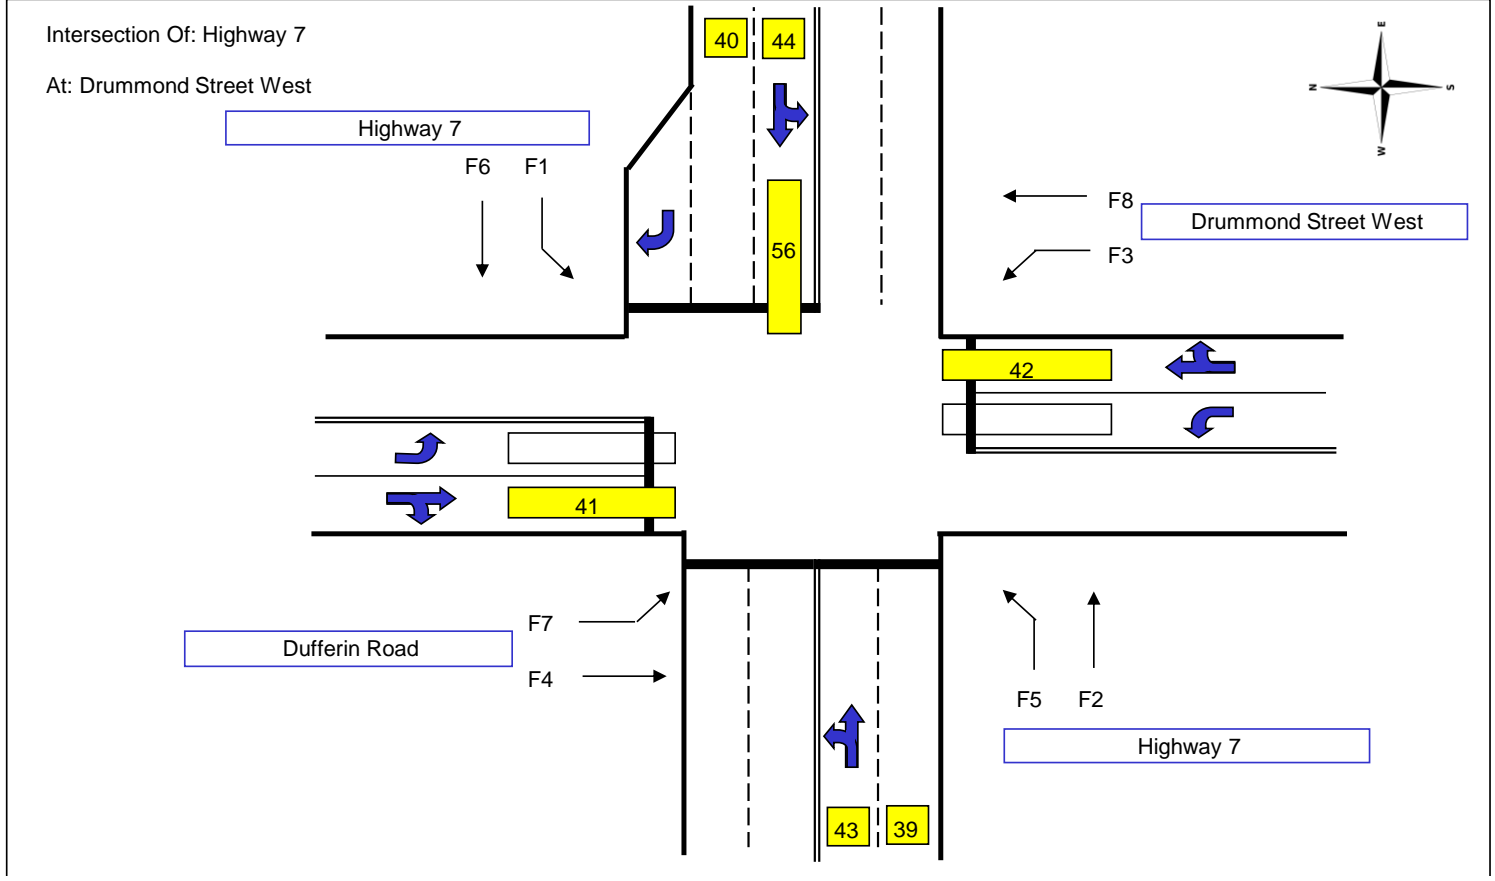 Intersection Of: Highway 7
At: Drummond Street West
40
44
E
N
S
W
Highway 7
F6
F1
F8
Drummond Street West
56
F3
42
41
F7
Dufferin Road
F4
F5
F2
Highway 7
43
39